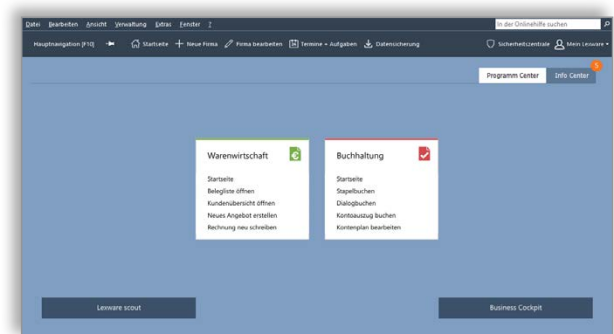 Datei Bearbeiten Ansicht Verwaltung Extras Fenster ? In der Onlinehilfe suchen
Hauptnavigation [F10] Startseite Neue Firma Firma bearbeiten Termine + Aufgaben Datensicherung Sicherheitszentrale Mein Lexware
Programm Center Info Center 5
Warenwirtschaft
Startseite
Belegliste öffnen
Kundenübersicht öffnen
Neues Angebot erstellen
Rechnung neu schreiben
Buchhaltung
Startseite
Stapelbuchen
Dialogbuchen
Kontoauszug buchen
Kontenplan bearbeiten
Lexware scout Business Cockpit